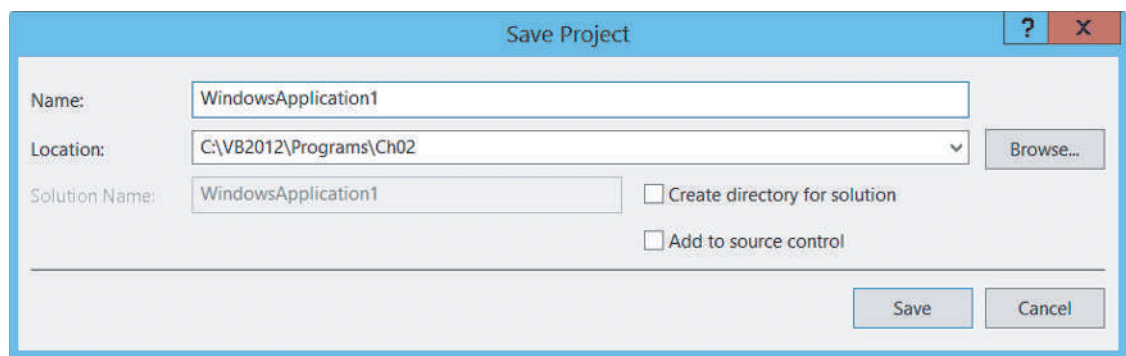 Save Project
?
X
Name: WindowsApplication1
Location: C:\VB2012\Programs\Ch02 Browse...
Solution Name: WindowsApplication1 Create directory for solution
Add to source control
Save Cancel